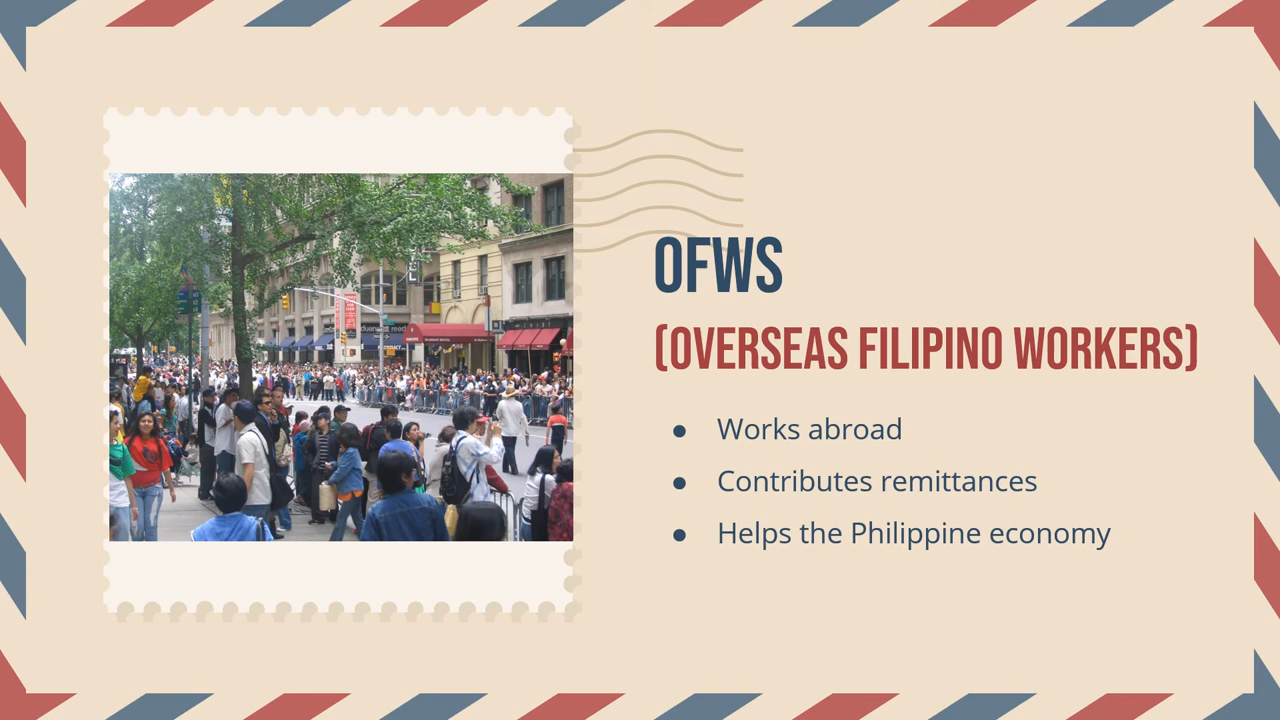 OFWS
(OVERSEAS FILIPINO WORKERS)
● Works abroad
● Contributes remittances
● Helps the Philippine economy